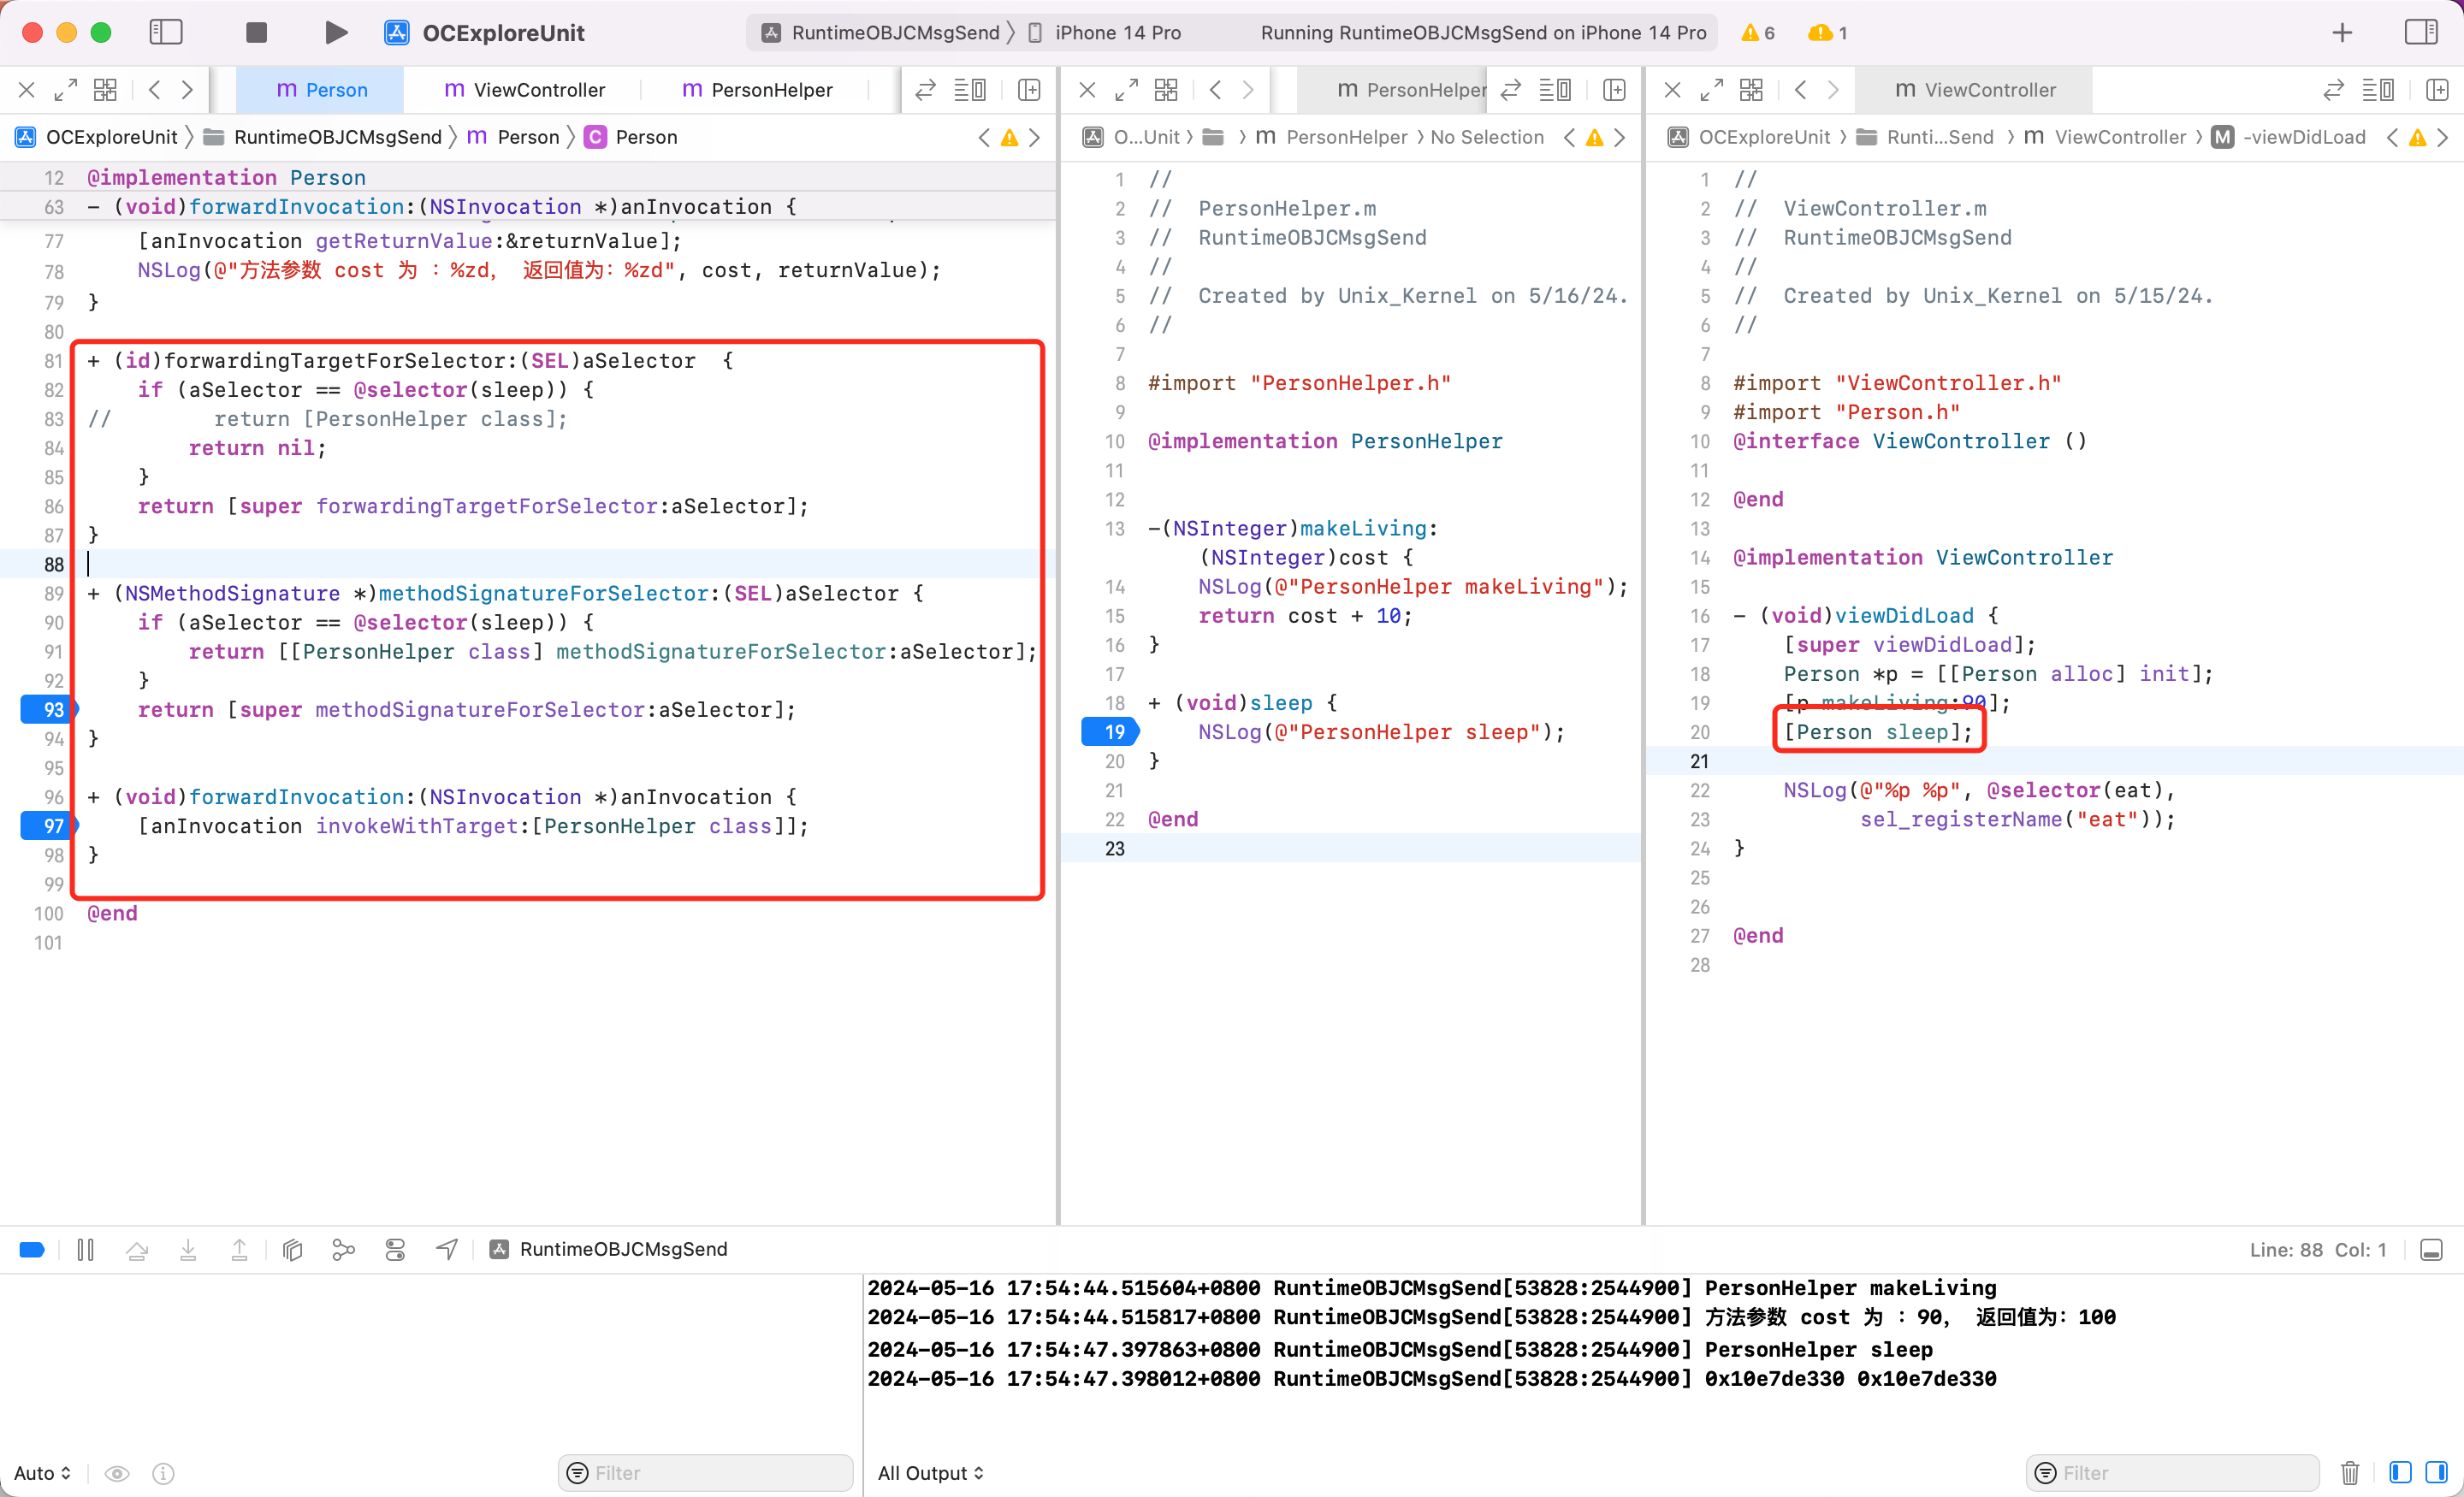 OCExploreUnit
RuntimeOBJCMsgSend 〉 iPhone 14 Pro
Running RuntimeOBJCMsgSend on iPhone 14 Pro
6
1
m Person
m ViewController
m PersonHelper
OCExploreUnit 〉 RuntimeOBJCMsgSend 〉 m Person 〉 C Person
12 @implementation Person
63 - (void)forwardInvocation:(NSInvocation *)anInvocation {
77 [anInvocation getReturnValue:&returnValue];
78 NSLog(@"方法参数 cost 为 ：%zd， 返回值为：%zd", cost, returnValue);
79 }
80
81 + (id)forwardingTargetForSelector:(SEL)aSelector  {
82 if (aSelector == @selector(sleep)) {
83 //        return [PersonHelper class];
84 return nil;
85 }
86 return [super forwardingTargetForSelector:aSelector];
87 }
88
89 + (NSMethodSignature *)methodSignatureForSelector:(SEL)aSelector {
90 if (aSelector == @selector(sleep)) {
91 return [[PersonHelper class] methodSignatureForSelector:aSelector];
92 }
93 return [super methodSignatureForSelector:aSelector];
94 }
95
96 + (void)forwardInvocation:(NSInvocation *)anInvocation {
97 [anInvocation invokeWithTarget:[PersonHelper class]];
98 }
99
100 @end
101
m PersonHelper
O...Unit 〉 〉 m PersonHelper 〉 No Selection
1 //
2 //  PersonHelper.m
3 //  RuntimeOBJCMsgSend
4 //
5 //  Created by Unix_Kernel on 5/16/24.
6 //
7
8 #import "PersonHelper.h"
9
10 @implementation PersonHelper
11
12
13 -(NSInteger)makeLiving:
(NSInteger)cost {
14 NSLog(@"PersonHelper makeLiving");
15 return cost + 10;
16 }
17
18 + (void)sleep {
19 NSLog(@"PersonHelper sleep");
20 }
21
22 @end
23
m ViewController
OCExploreUnit 〉 Runti...Send 〉 m ViewController 〉 M -viewDidLoad
1 //
2 //  ViewController.m
3 //  RuntimeOBJCMsgSend
4 //
5 //  Created by Unix_Kernel on 5/15/24.
6 //
7
8 #import "ViewController.h"
9 #import "Person.h"
10 @interface ViewController ()
11
12 @end
13
14 @implementation ViewController
15
16 - (void)viewDidLoad {
17 [super viewDidLoad];
18 Person *p = [[Person alloc] init];
19 [p makeLiving:90];
20 [Person sleep];
21
22 NSLog(@"%p %p", @selector(eat),
23 sel_registerName("eat"));
24 }
25
26
27 @end
28
RuntimeOBJCMsgSend
Line: 88  Col: 1
2024-05-16 17:54:44.515604+0800 RuntimeOBJCMsgSend[53828:2544900] PersonHelper makeLiving
2024-05-16 17:54:44.515817+0800 RuntimeOBJCMsgSend[53828:2544900] 方法参数 cost 为 ：90， 返回值为：100
2024-05-16 17:54:47.397863+0800 RuntimeOBJCMsgSend[53828:2544900] PersonHelper sleep
2024-05-16 17:54:47.398012+0800 RuntimeOBJCMsgSend[53828:2544900] 0x10e7de330 0x10e7de330
Auto
Filter
All Output
Filter